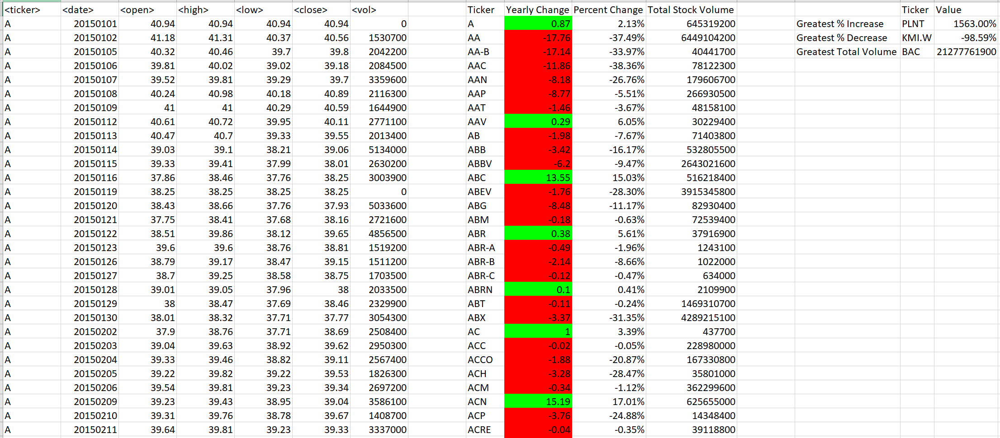 <ticker> <date> <open> <high> <low> <close> <vol> Ticker Yearly Change Percent Change Total Stock Volume Ticker Value
A 20150101 40.94 40.94 40.94 40.94 0 A 0.87 2.13% 645319200 Greatest % Increase PLNT 1563.00%
A 20150102 41.18 41.31 40.37 40.56 1530700 AA -17.76 -37.49% 6449104200 Greatest % Decrease KMI.W -98.59%
A 20150105 40.32 40.46 39.7 39.8 2042200 AA-B -17.14 -33.97% 40441700 Greatest Total Volume BAC 21277761900
A 20150106 39.81 40.02 39.02 39.18 2084500 AAC -11.86 -38.36% 78122300
A 20150107 39.52 39.81 39.29 39.7 3359600 AAN -8.18 -26.76% 179606700
A 20150108 40.24 40.98 40.18 40.89 2116300 AAP -8.77 -5.51% 266930500
A 20150109 41 41 40.29 40.59 1644900 AAT -1.46 -3.67% 48158100
A 20150112 40.61 40.72 39.95 40.11 2771100 AAV 0.29 6.05% 30229400
A 20150113 40.47 40.7 39.33 39.55 2013400 AB -1.98 -7.67% 71403800
A 20150114 39.03 39.1 38.21 39.06 5134000 ABB -3.42 -16.17% 532805500
A 20150115 39.33 39.41 37.99 38.01 2630200 ABBV -6.2 -9.47% 2643021600
A 20150116 37.86 38.46 37.76 38.25 3003900 ABC 13.55 15.03% 516218400
A 20150119 38.25 38.25 38.25 38.25 0 ABEV -1.76 -28.30% 3915345800
A 20150120 38.43 38.66 37.76 37.93 5033600 ABG -8.48 -11.17% 82930400
A 20150121 37.75 38.41 37.68 38.16 2721600 ABM -0.18 -0.63% 72539400
A 20150122 38.51 39.86 38.12 39.65 4856500 ABR 0.38 5.61% 37916900
A 20150123 39.6 39.6 38.76 38.81 1519200 ABR-A -0.49 -1.96% 1243100
A 20150126 38.79 39.17 38.47 39.15 1511200 ABR-B -2.14 -8.66% 1022000
A 20150127 38.7 39.25 38.58 38.75 1703500 ABR-C -0.12 -0.47% 634000
A 20150128 39.01 39.05 37.96 38 2033500 ABRN 0.1 0.41% 2109900
A 20150129 38 38.47 37.69 38.46 2329900 ABT -0.11 -0.24% 1469310700
A 20150130 38.01 38.32 37.71 37.77 3054300 ABX -3.37 -31.35% 4289215100
A 20150202 37.9 38.76 37.71 38.69 2508400 AC 1 3.39% 437700
A 20150203 39.04 39.63 38.92 39.62 2950300 ACC -0.02 -0.05% 228980000
A 20150204 39.33 39.46 38.82 39.11 2567400 ACCO -1.88 -20.87% 167330800
A 20150205 39.22 39.82 39.22 39.53 1826300 ACH -3.28 -28.47% 35801000
A 20150206 39.54 39.81 39.23 39.34 2697200 ACM -0.34 -1.12% 362299600
A 20150209 39.23 39.43 38.95 39.04 3586100 ACN 15.19 17.01% 625655000
A 20150210 39.31 39.76 38.78 39.67 1408700 ACP -3.76 -24.88% 14348400
A 20150211 39.64 39.81 39.23 39.33 3337000 ACRE -0.04 -0.35% 39118800